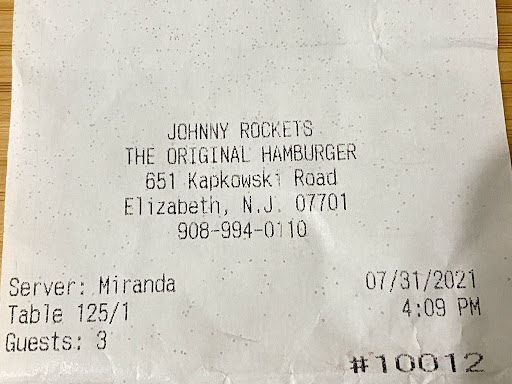 JOHNNY ROCKETS
THE ORIGINAL HAMBURGER
651 Kapkowski Road
Elizabeth, N.J. 07701
908-994-0110
Server: Miranda 07/31/2021
Table 125/1 4:09 PM
Guests: 3
#10012